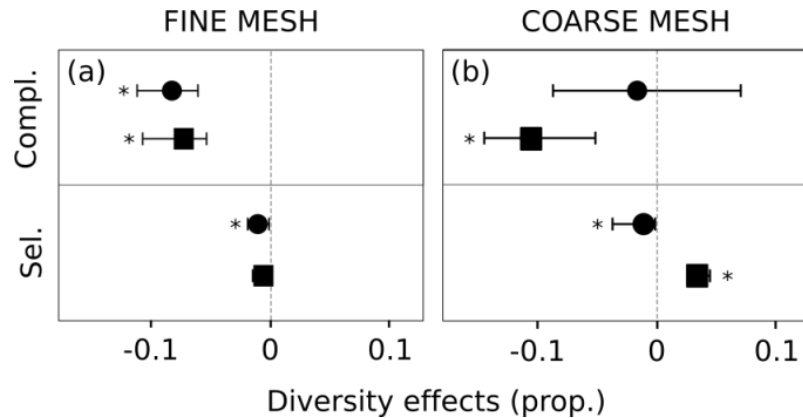 FINE MESH
COARSE MESH
Compl.
Sel.
(a)
*
*
*
(b)
*
*
*
-0.1 0 0.1
-0.1 0 0.1
Diversity effects (prop.)